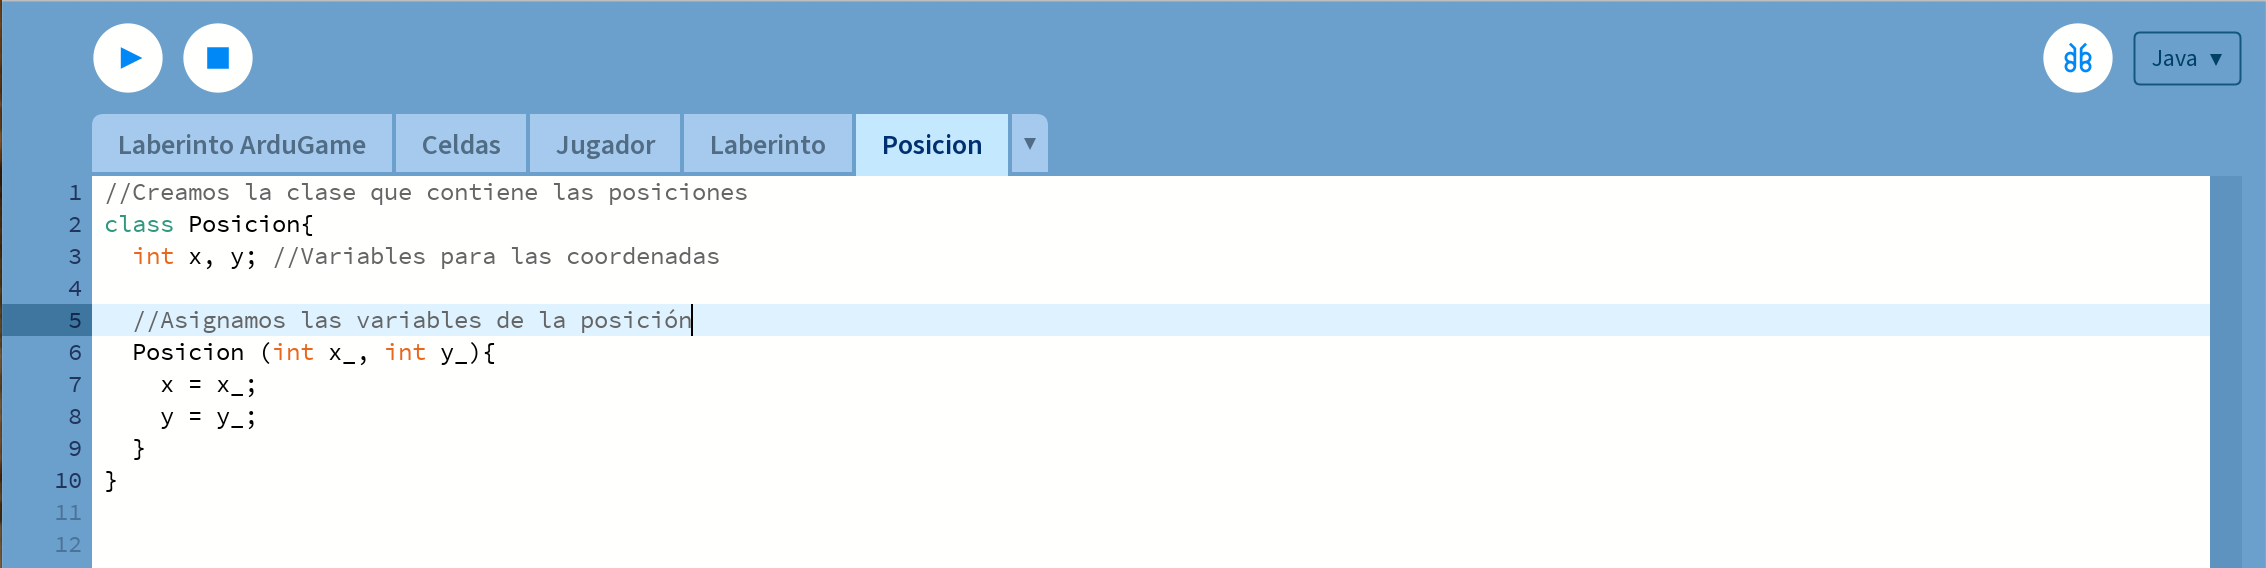 Java ▼
Laberinto ArduGame Celdas Jugador Laberinto Posicion ▼
1 //Creamos la clase que contiene las posiciones
2 class Posicion{
3   int x, y; //Variables para las coordenadas
4
5   //Asignamos las variables de la posición
6   Posicion (int x_, int y_){
7     x = x_;
8     y = y_;
9   }
10 }
11
12